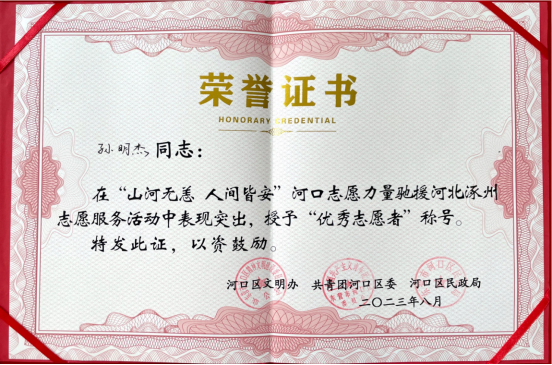 荣誉证书
HONORARY CREDENTIAL
孙明杰 同志：
在“山河无恙 人间皆安”河口志愿力量驰援河北涿州
志愿服务活动中表现突出，授予“优秀志愿者”称号。
特发此证，以资鼓励。
河口区文明办 共青团河口区委 河口区民政局
二〇二三年八月